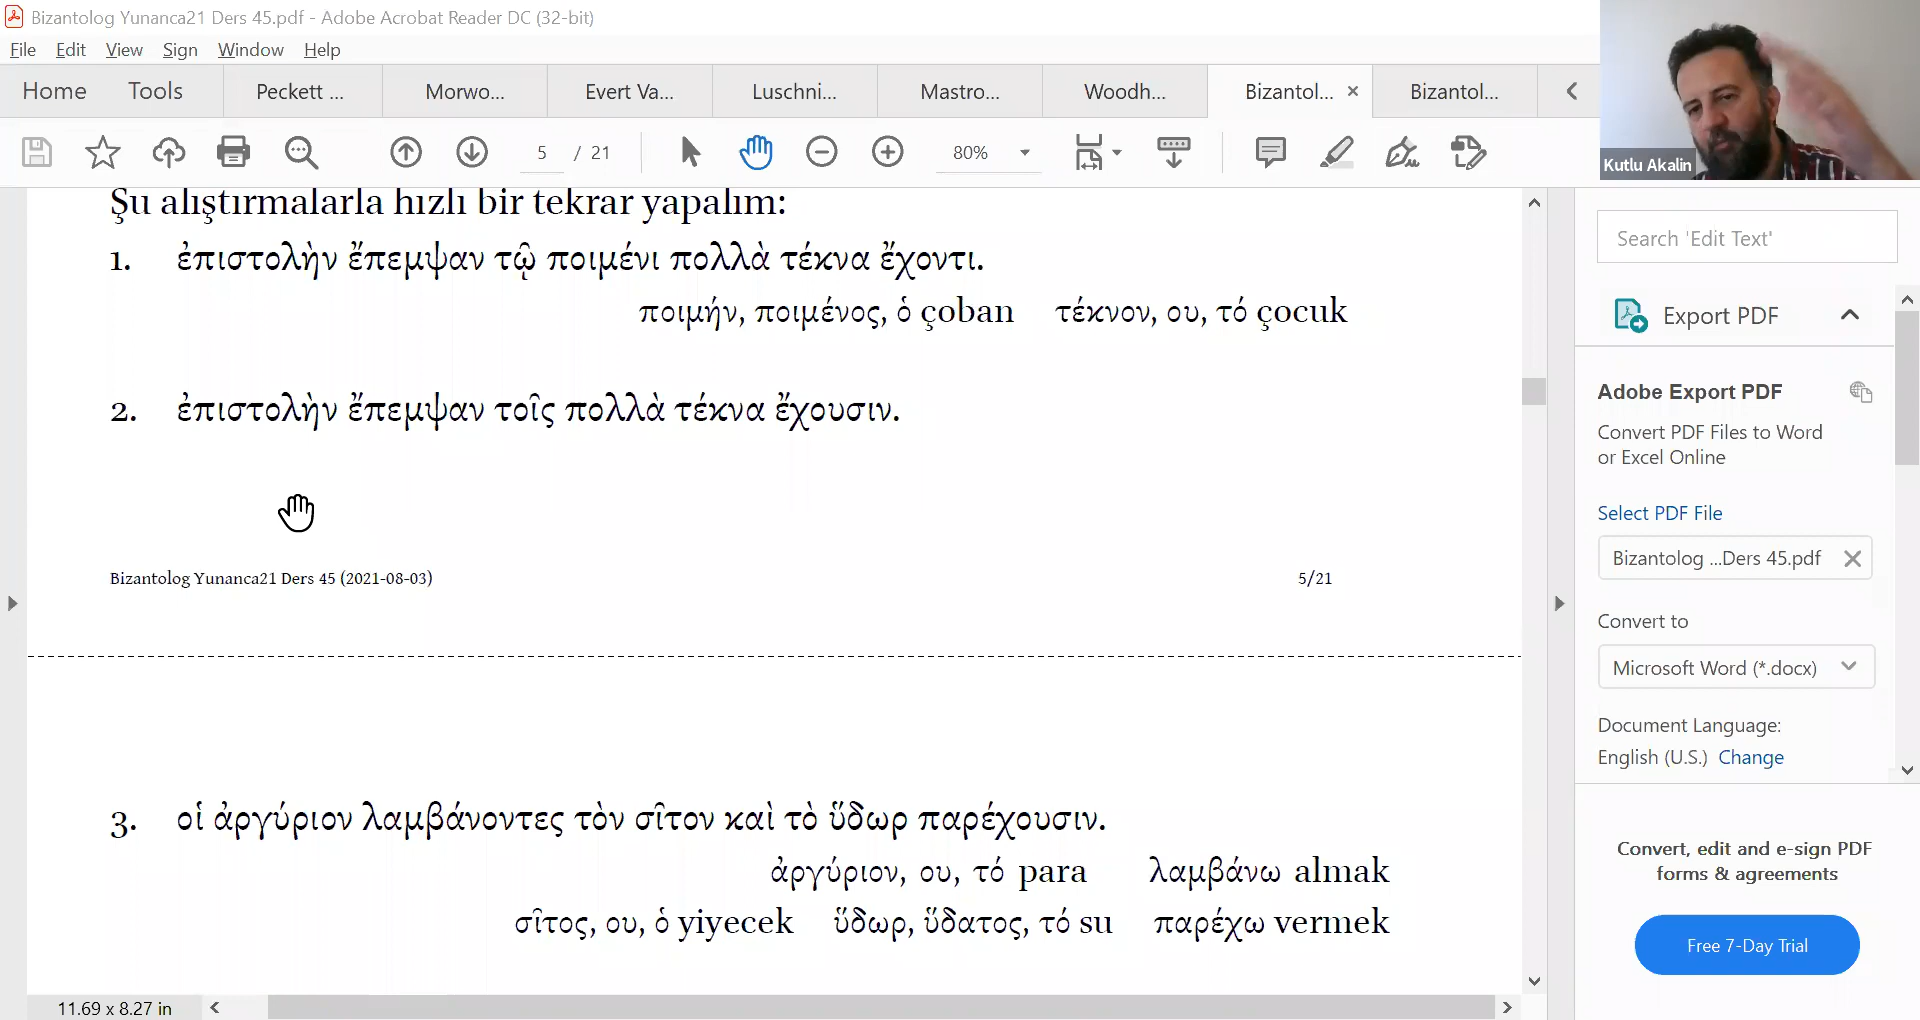 Bizantolog Yunanca21 Ders 45.pdf - Adobe Acrobat Reader DC (32-bit)
File Edit View Sign Window Help
Home Tools Peckett ... Morwo... Evert Va... Luschni... Mastro... Woodh... Bizantol... Bizantol...
5 / 21 80%
Kutlu Akalin
Şu alıştırmalarla hızlı bir tekrar yapalım:
1. ἐπιστολὴν ἔπεμψαν τῷ ποιμένι πολλὰ τέκνα ἔχοντι.
ποιμήν, ποιμένος, ὁ çoban τέκνον, ου, τό çocuk
2. ἐπιστολὴν ἔπεμψαν τοῖς πολλὰ τέκνα ἔχουσιν.
Bizantolog Yunanca21 Ders 45 (2021-08-03) 5/21
3. οἱ ἀργύριον λαμβάνοντες τὸν σῖτον καὶ τὸ ὕδωρ παρέχουσιν.
ἀργύριον, ου, τό para λαμβάνω almak
σῖτος, ου, ὁ yiyecek ὕδωρ, ὕδατος, τό su παρέχω vermek
11.69 x 8.27 in
Search 'Edit Text'
Export PDF
Adobe Export PDF
Convert PDF Files to Word
or Excel Online
Select PDF File
Bizantolog ...Ders 45.pdf
Convert to
Microsoft Word (*.docx)
Document Language:
English (U.S.) Change
Convert, edit and e-sign PDF
forms & agreements
Free 7-Day Trial